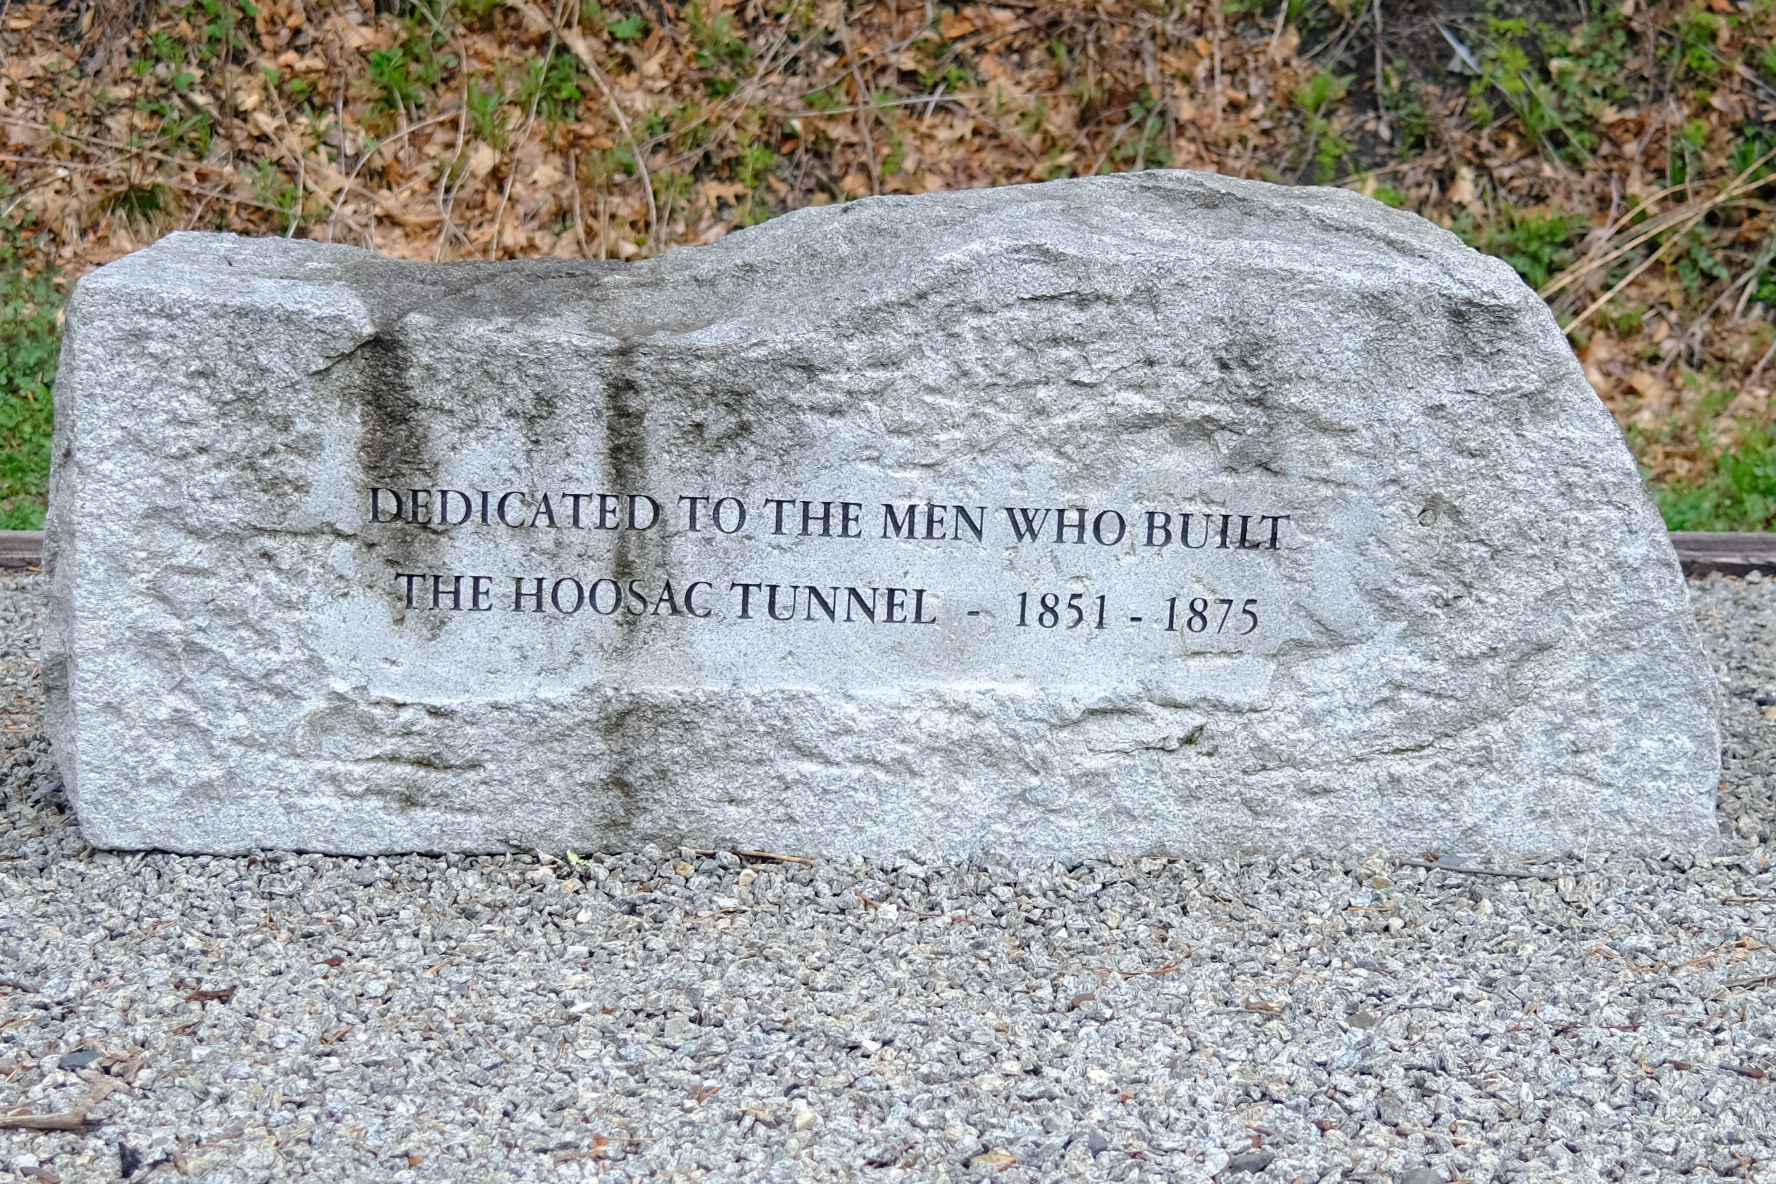 DEDICATED TO THE MEN WHO BUILT
THE HOOSAC TUNNEL - 1851 - 1875